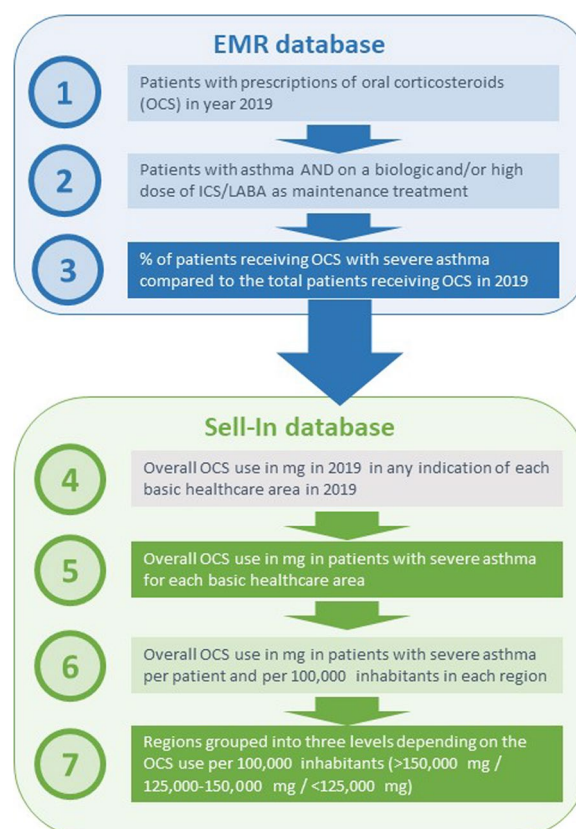 EMR database
1
Patients with prescriptions of oral corticosteroids
(OCS) in year 2019
2
Patients with asthma AND on a biologic and/or high
dose of ICS/LABA as maintenance treatment
3
% of patients receiving OCS with severe asthma
compared to the total patients receiving OCS in 2019
Sell-In database
4
Overall OCS use in mg in 2019 in any indication of each
basic healthcare area in 2019
5
Overall OCS use in mg in patients with severe asthma
for each basic healthcare area
6
Overall OCS use in mg in patients with severe asthma
per patient and per 100,000 inhabitants in each region
7
Regions grouped into three levels depending on the
OCS use per 100,000 inhabitants (>150,000 mg /
125,000-150,000 mg / <125,000 mg)